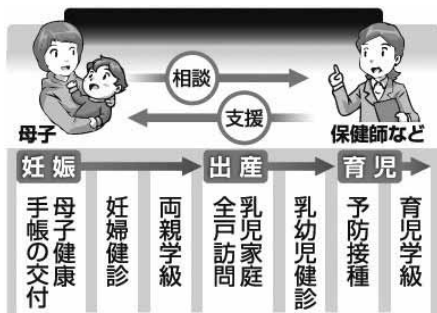 相談
支援
母子
保健師など
妊娠
出産
育児
母子健康
手帳の交付
妊婦健診
両親学級
乳児家庭
全戸訪問
乳幼児健診
予防接種
育児学級